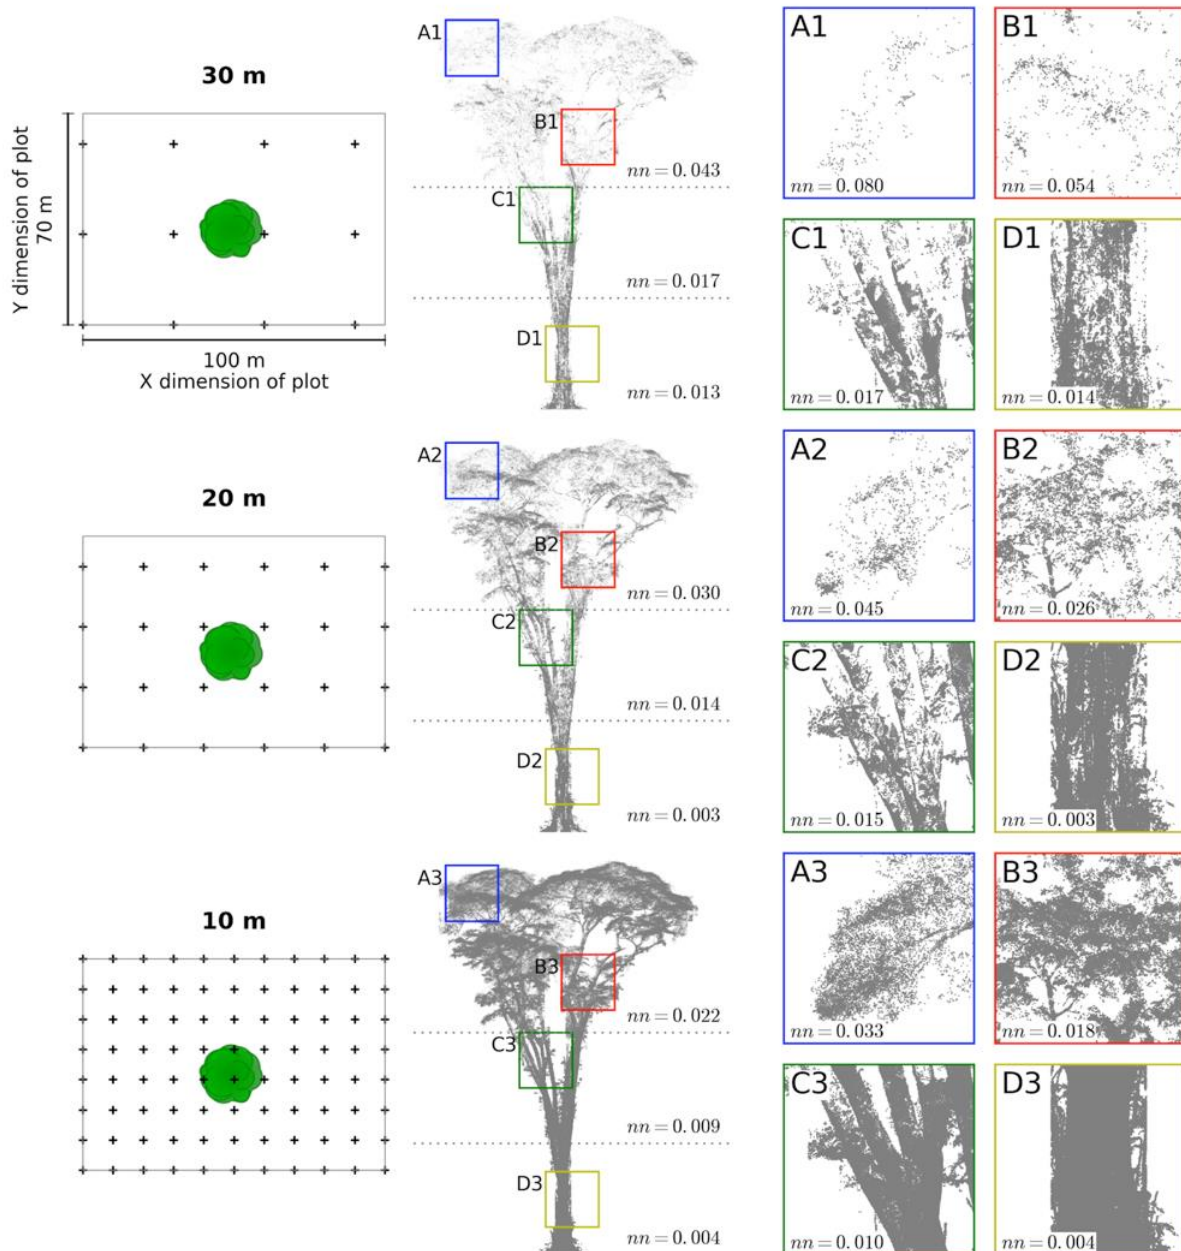 30 m
Y dimension of plot
70 m
100 m
X dimension of plot
A1
B1
nn = 0.043
C1
nn = 0.017
D1
nn = 0.013
A1
nn = 0.080
B1
nn = 0.054
C1
nn = 0.017
D1
nn = 0.014
20 m
A2
B2
nn = 0.030
C2
nn = 0.014
D2
nn = 0.003
A2
nn = 0.045
B2
nn = 0.026
C2
nn = 0.015
D2
nn = 0.003
10 m
A3
B3
nn = 0.022
C3
nn = 0.009
D3
nn = 0.004
A3
nn = 0.033
B3
nn = 0.018
C3
nn = 0.010
D3
nn = 0.004